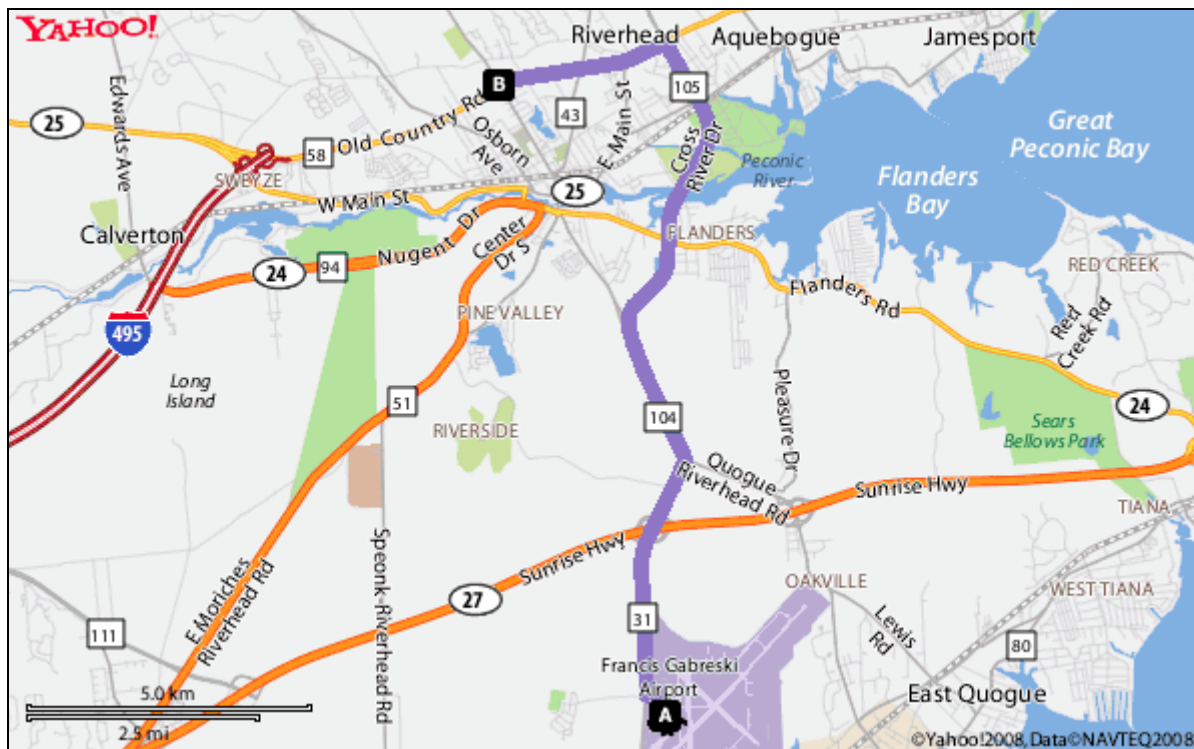 YAHOO!
Riverhead
Aquebogue
Jamesport
Edwards Ave
B
105
25
43
E Main St
Great
Peconic Bay
Old Country Rd
58
Osborn
Ave
Cross
River Dr
Peconic
River
SWEYZE
25
Flanders
Bay
W Main St
Calverton
Nugent Dr
Center
Dr S
FLANDERS
24
94
RED CREEK
Flanders Rd
Red
Creek Rd
PINE VALLEY
495
Long
Island
51
Pleasure Dr
24
104
RIVERSIDE
Sears
Bellows Park
Quogue
Riverhead Rd
Sunrise Hwy
TIANA
Sunrise Hwy
Speonk-Riverhead Rd
E Moriches
Riverhead Rd
27
OAKVILLE
WEST TIANA
111
31
Lewis
Rd
80
Francis Gabreski
Airport
5.0 km
East Quogue
A
2.5 mi
©Yahoo!2008,Data©NAVTEQ2008